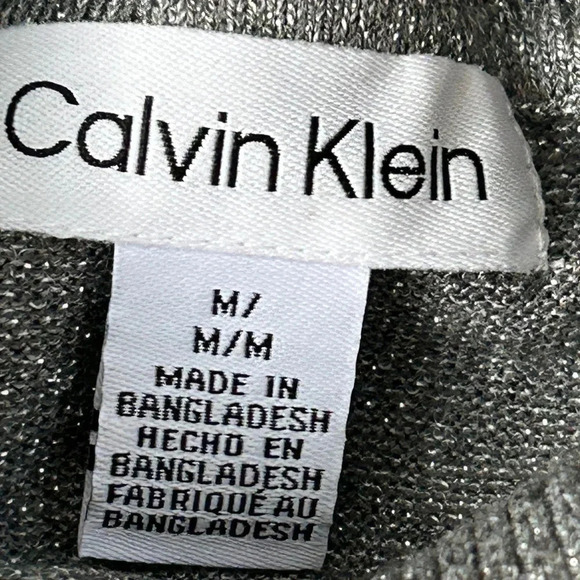 Calvin Klein
M/
M/M
MADE IN
BANGLADESH
HECHO EN
BANGLADESH
FABRIQUÉ AU
BANGLADESH